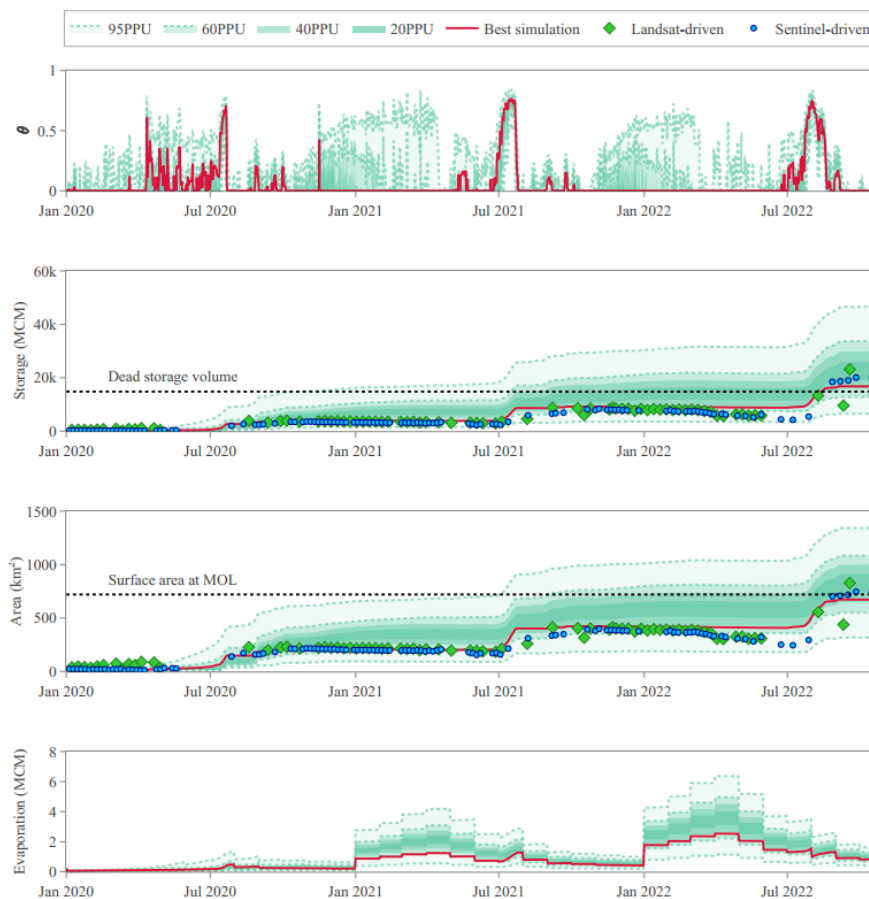 95PPU 60PPU 40PPU 20PPU Best simulation Landsat-driven Sentinel-driven
1
0.5
0
θ
Jan 2020 Jul 2020 Jan 2021 Jul 2021 Jan 2022 Jul 2022
60k
40k
20k
0
Storage (MCM)
Dead storage volume
Jan 2020 Jul 2020 Jan 2021 Jul 2021 Jan 2022 Jul 2022
1500
1000
500
0
Area (km²)
Surface area at MOL
Jan 2020 Jul 2020 Jan 2021 Jul 2021 Jan 2022 Jul 2022
8
6
4
2
0
Evaporation (MCM)
Jan 2020 Jul 2020 Jan 2021 Jul 2021 Jan 2022 Jul 2022